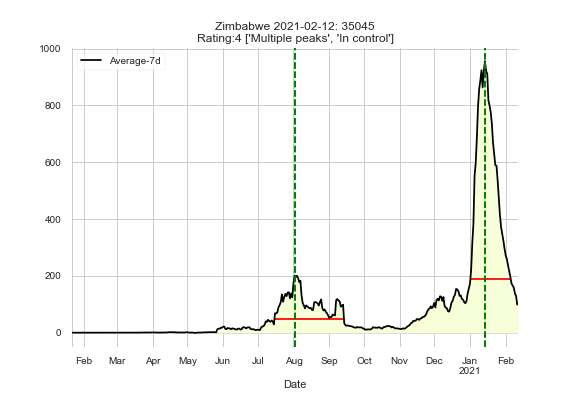 Zimbabwe 2021-02-12: 35045
Rating:4 ['Multiple peaks', 'In control']
Average-7d
1000
800
600
400
200
0
Feb Mar Apr May Jun Jul Aug Sep Oct Nov Dec Jan Feb
2021
Date